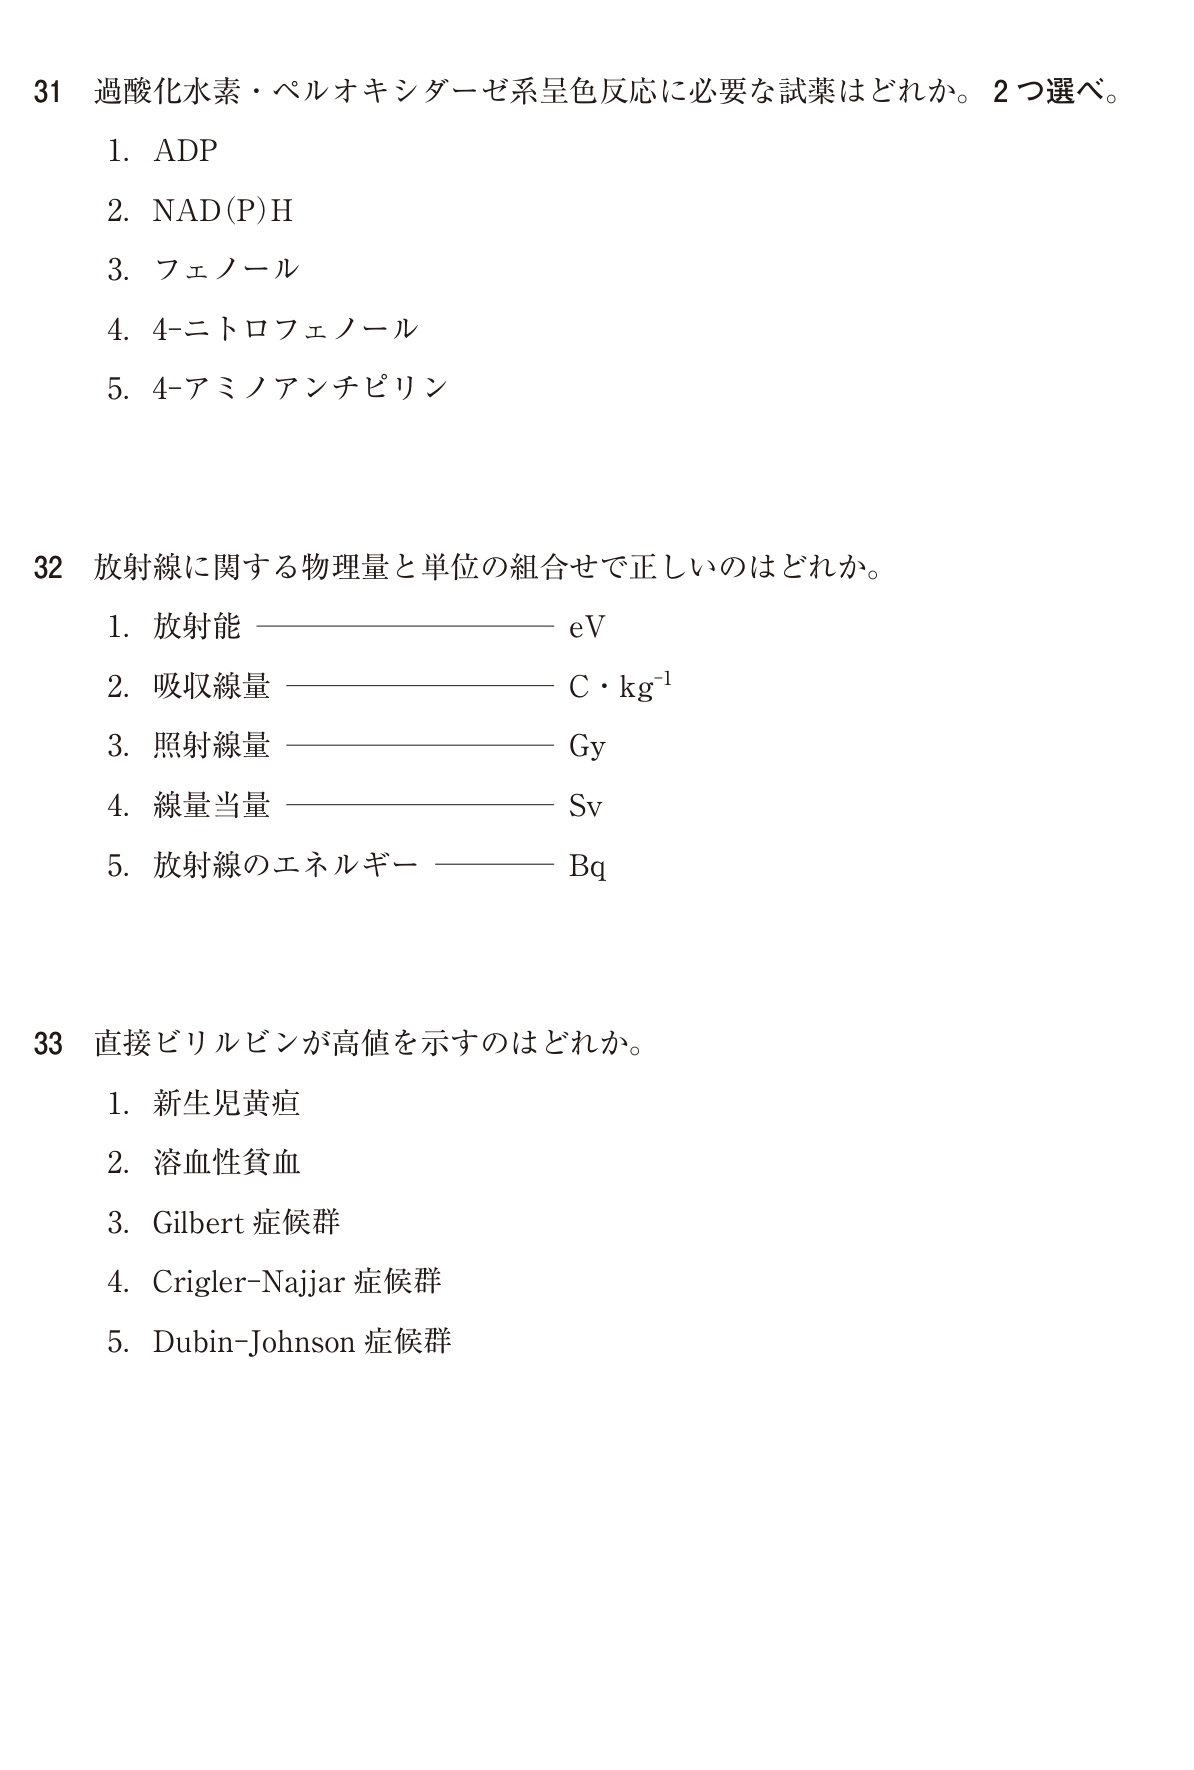 31 過酸化水素・ペルオキシダーゼ系呈色反応に必要な試薬はどれか。2つ選べ。
1. ADP
2. NAD(P)H
3. フェノール
4. 4-ニトロフェノール
5. 4-アミノアンチピリン
32 放射線に関する物理量と単位の組合せで正しいのはどれか。
1. 放射能 ―――――――――― eV
2. 吸収線量 ――――――――― C・kg⁻¹
3. 照射線量 ――――――――― Gy
4. 線量当量 ――――――――― Sv
5. 放射線のエネルギー ―――― Bq
33 直接ビリルビンが高値を示すのはどれか。
1. 新生児黄疸
2. 溶血性貧血
3. Gilbert 症候群
4. Crigler-Najjar 症候群
5. Dubin-Johnson 症候群